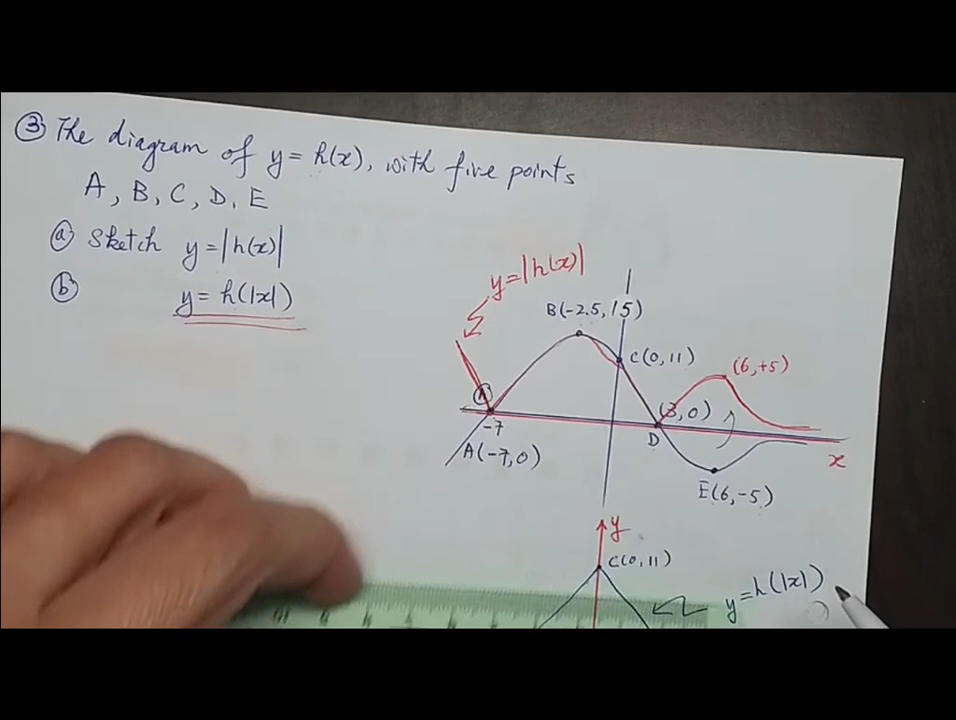 ③ The diagram of y = h(x), with five points
A, B, C, D, E
ⓐ Sketch y = |h(x)|
ⓑ y = h(|x|)
y = |h(x)|
B(-2.5, 15)
C(0, 11)
(6, +5)
(3, 0)
-7
D
A(-7, 0)
x
E(6, -5)
y
C(0, 11)
y = h(|x|)